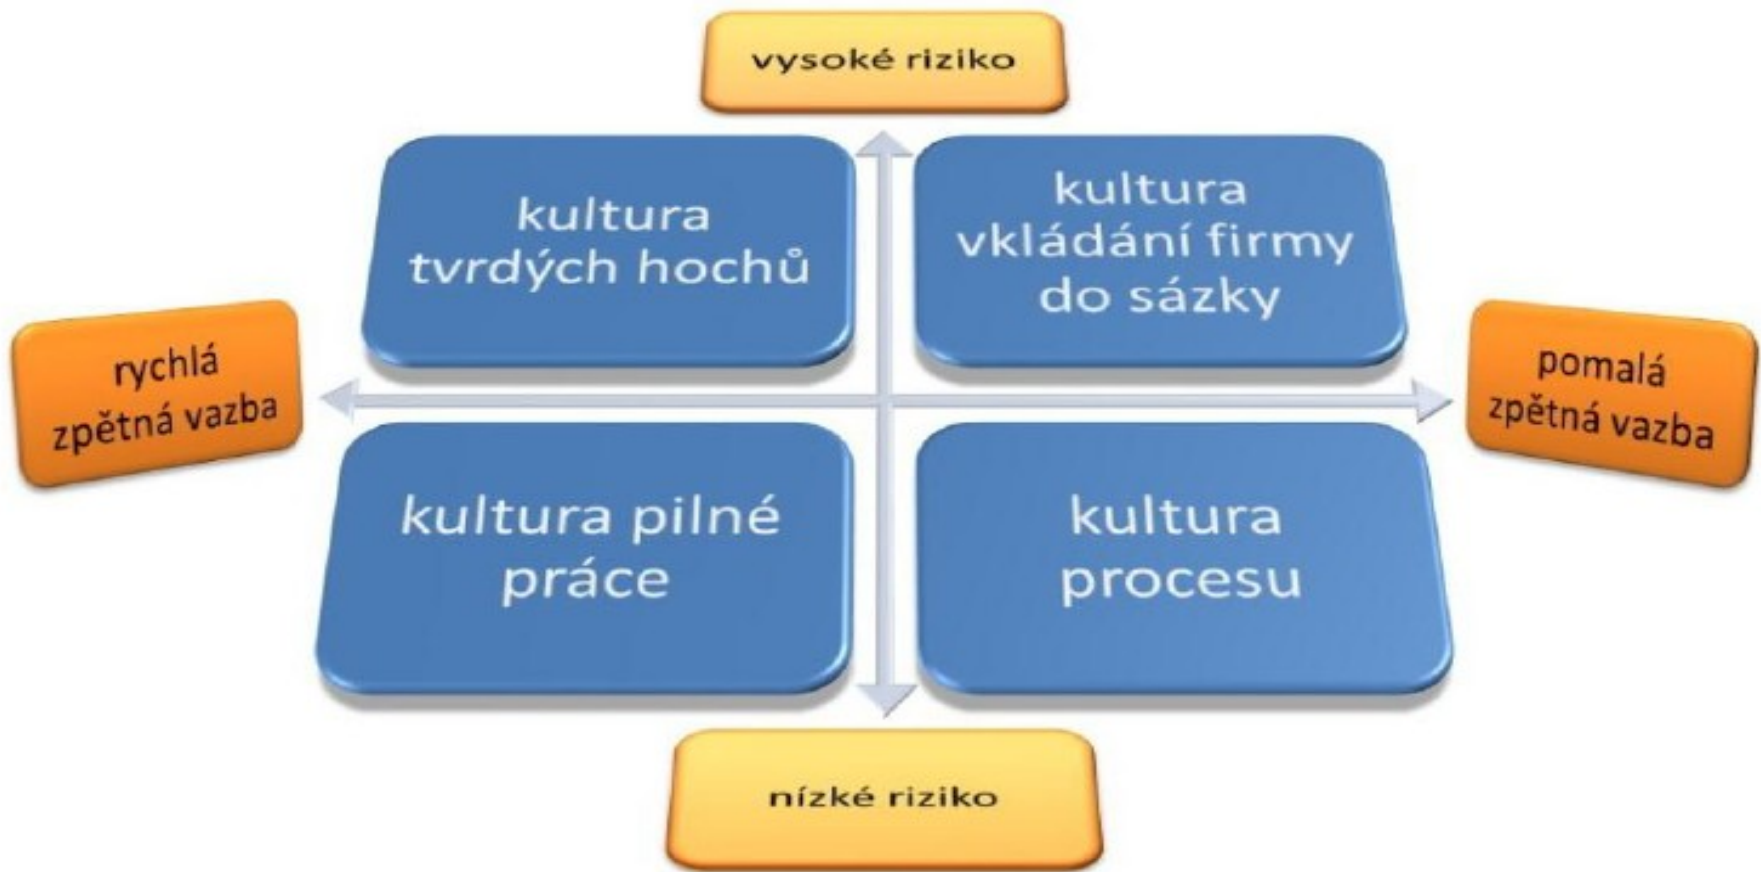 vysoké riziko
kultura
tvrdých hochů
kultura
vkládání firmy
do sázky
rychlá
zpětná vazba
pomalá
zpětná vazba
kultura pilné
práce
kultura
procesu
nízké riziko